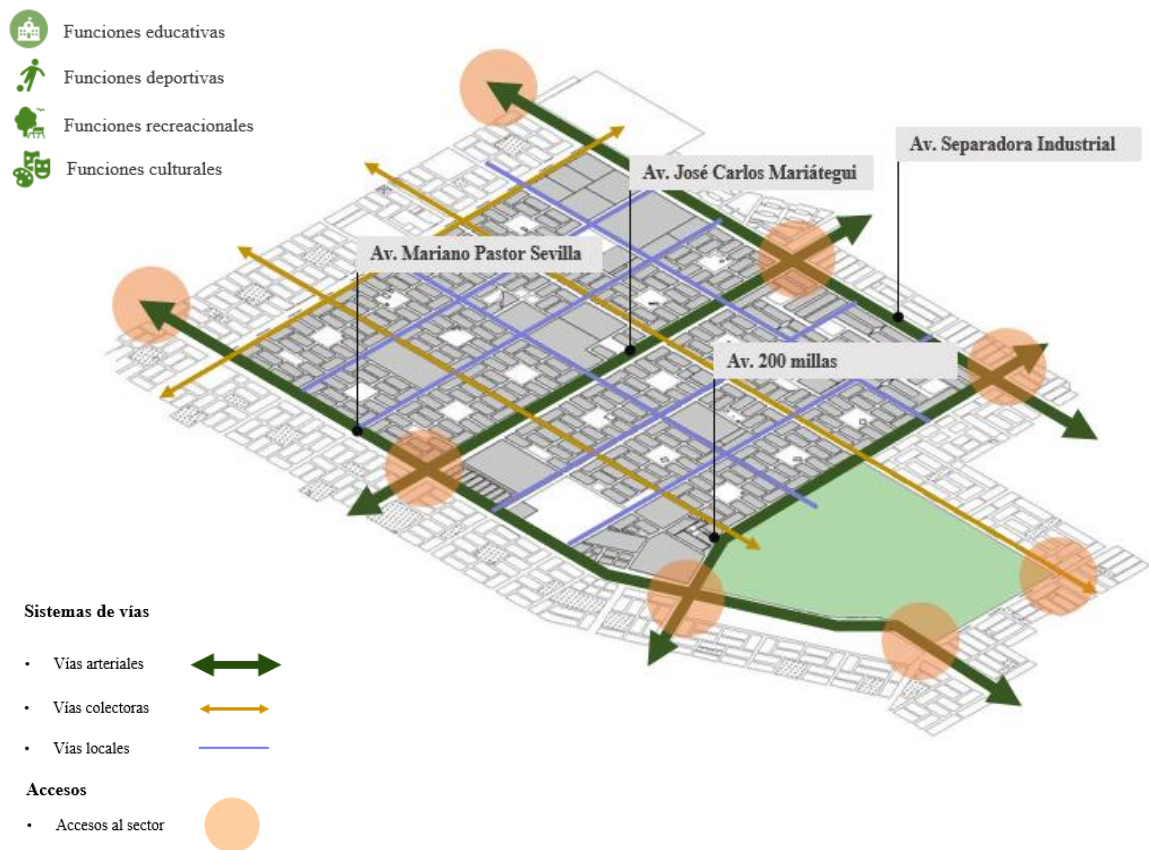 Funciones educativas
Funciones deportivas
Funciones recreacionales
Funciones culturales
Av. Separadora Industrial
Av. José Carlos Mariátegui
Av. Mariano Pastor Sevilla
Av. 200 millas
Sistemas de vías
• Vías arteriales
• Vías colectoras
• Vías locales
Accesos
• Accesos al sector